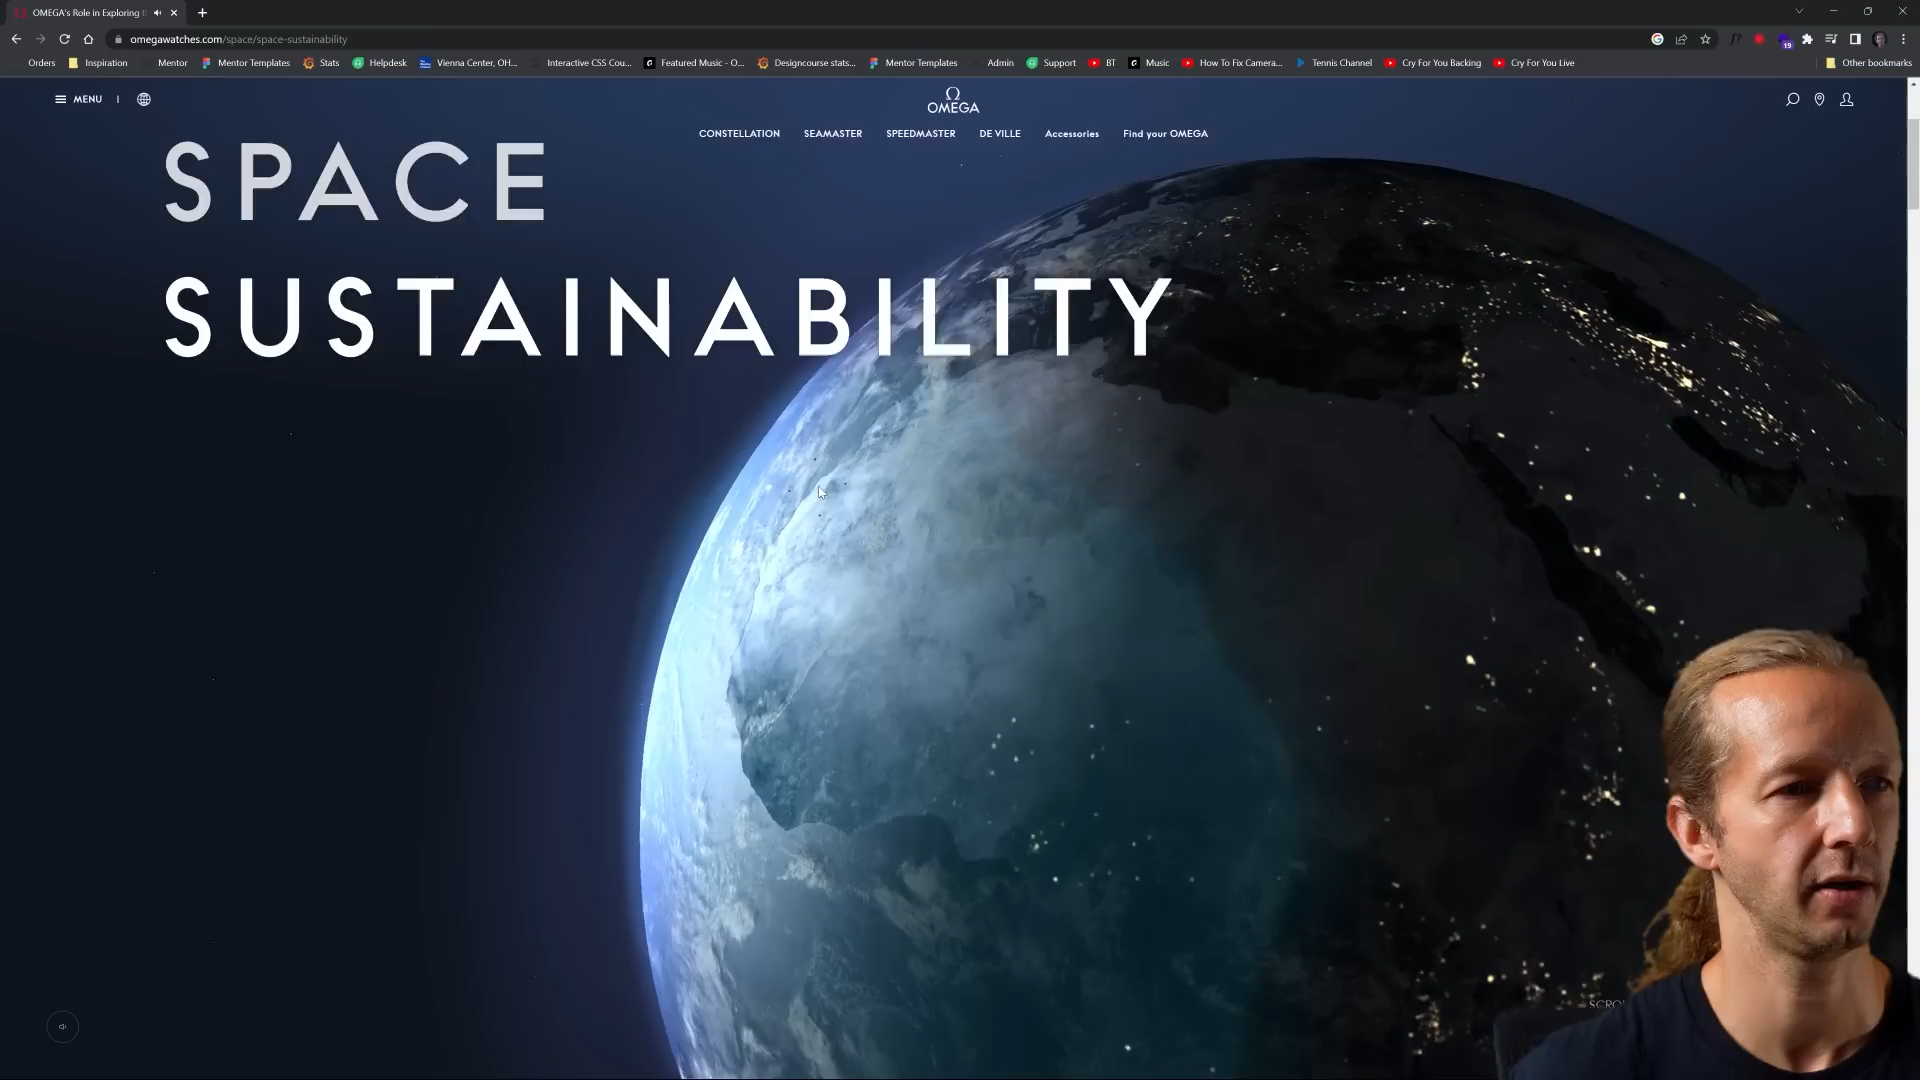 OMEGA's Role in Exploring t
omegawatches.com/space/space-sustainability
19
Orders Inspiration Mentor Mentor Templates Stats Helpdesk Vienna Center, OH... Interactive CSS Cou... Featured Music - O... Designcourse stats... Mentor Templates Admin Support BT Music How To Fix Camera... Tennis Channel Cry For You Backing Cry For You Live Other bookmarks
MENU
Ω
OMEGA
CONSTELLATION SEAMASTER SPEEDMASTER DE VILLE Accessories Find your OMEGA
SPACE
SUSTAINABILITY